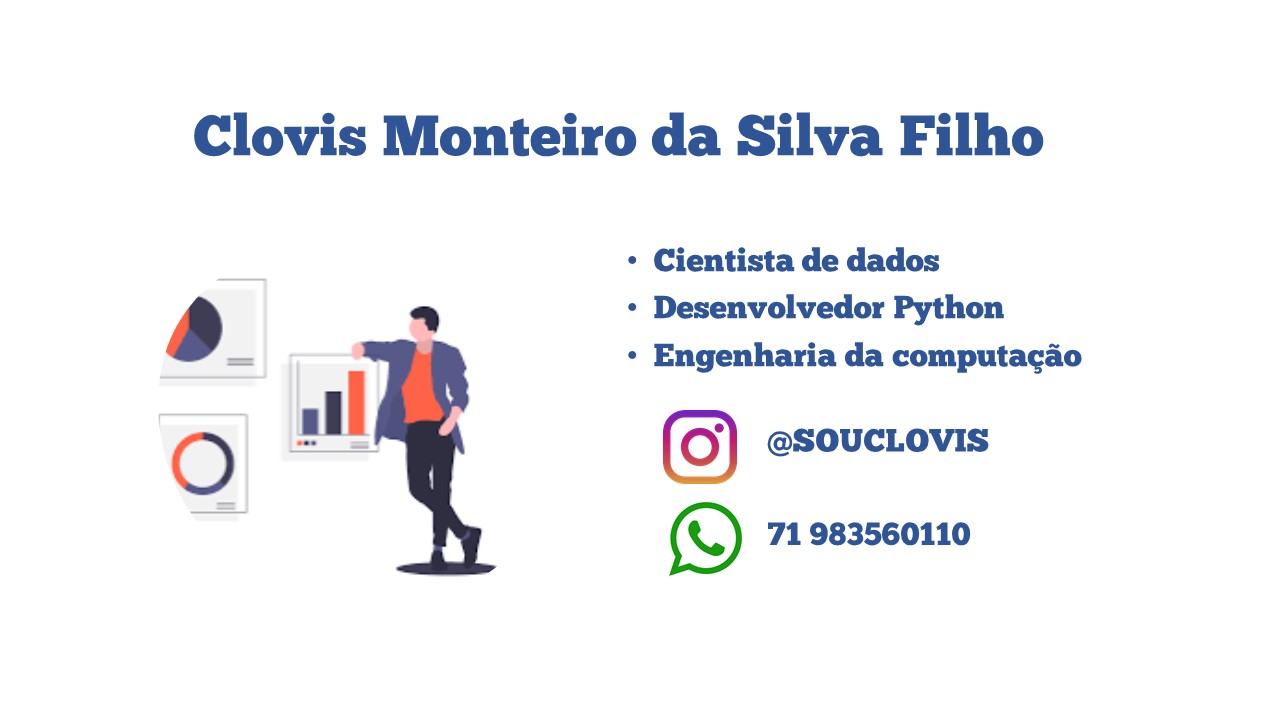 Clovis Monteiro da Silva Filho
• Cientista de dados
• Desenvolvedor Python
• Engenharia da computação
@SOUCLOVIS
71 983560110